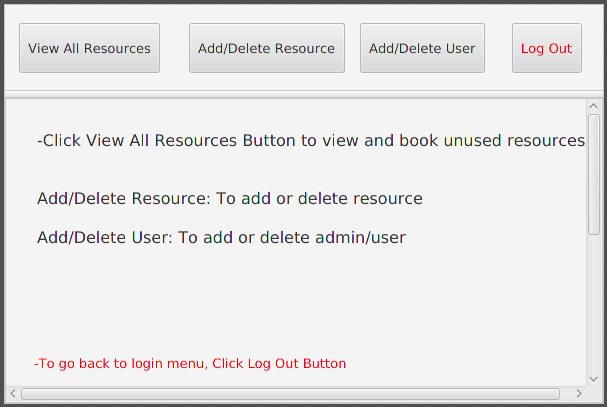 View All Resources Add/Delete Resource Add/Delete User Log Out
-Click View All Resources Button to view and book unused resources
Add/Delete Resource: To add or delete resource
Add/Delete User: To add or delete admin/user
-To go back to login menu, Click Log Out Button